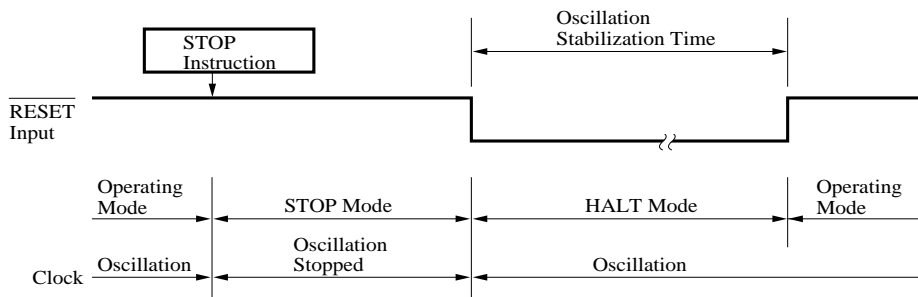 Oscillation
Stabilization Time
STOP
Instruction
RESET
Input
Operating
Mode
STOP Mode
HALT Mode
Operating
Mode
Clock
Oscillation
Oscillation
Stopped
Oscillation